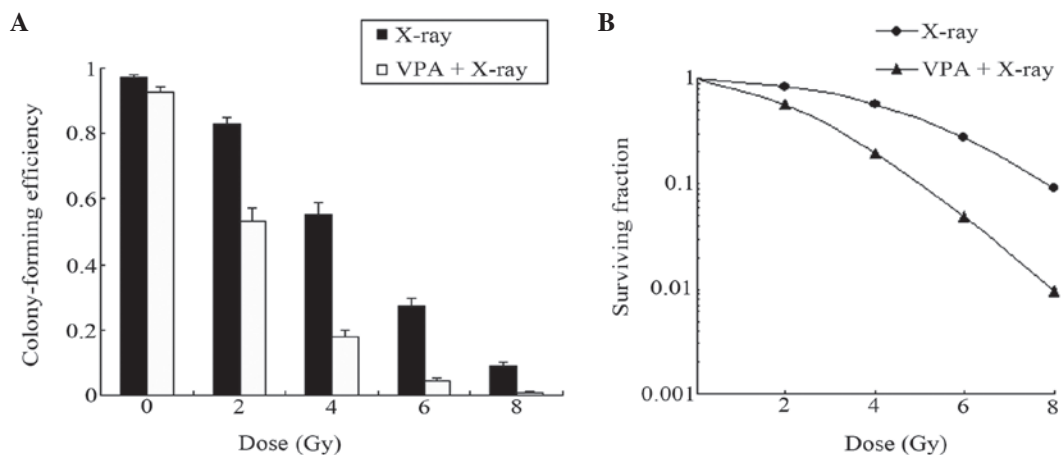 A
X-ray
VPA + X-ray
Colony-forming efficiency
1
0.8
0.6
0.4
0.2
0
0 2 4 6 8
Dose (Gy)
B
X-ray
VPA + X-ray
Surviving fraction
1
0.1
0.01
0.001
2 4 6 8
Dose (Gy)